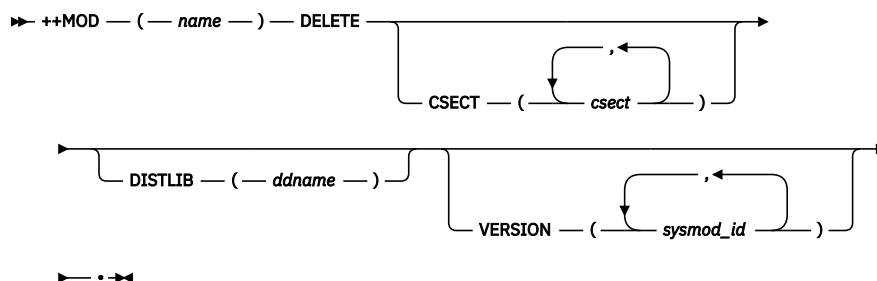 ++MOD ( name ) DELETE
,
CSECT ( csect )
DISTLIB ( ddname )
,
VERSION ( sysmod_id )
.